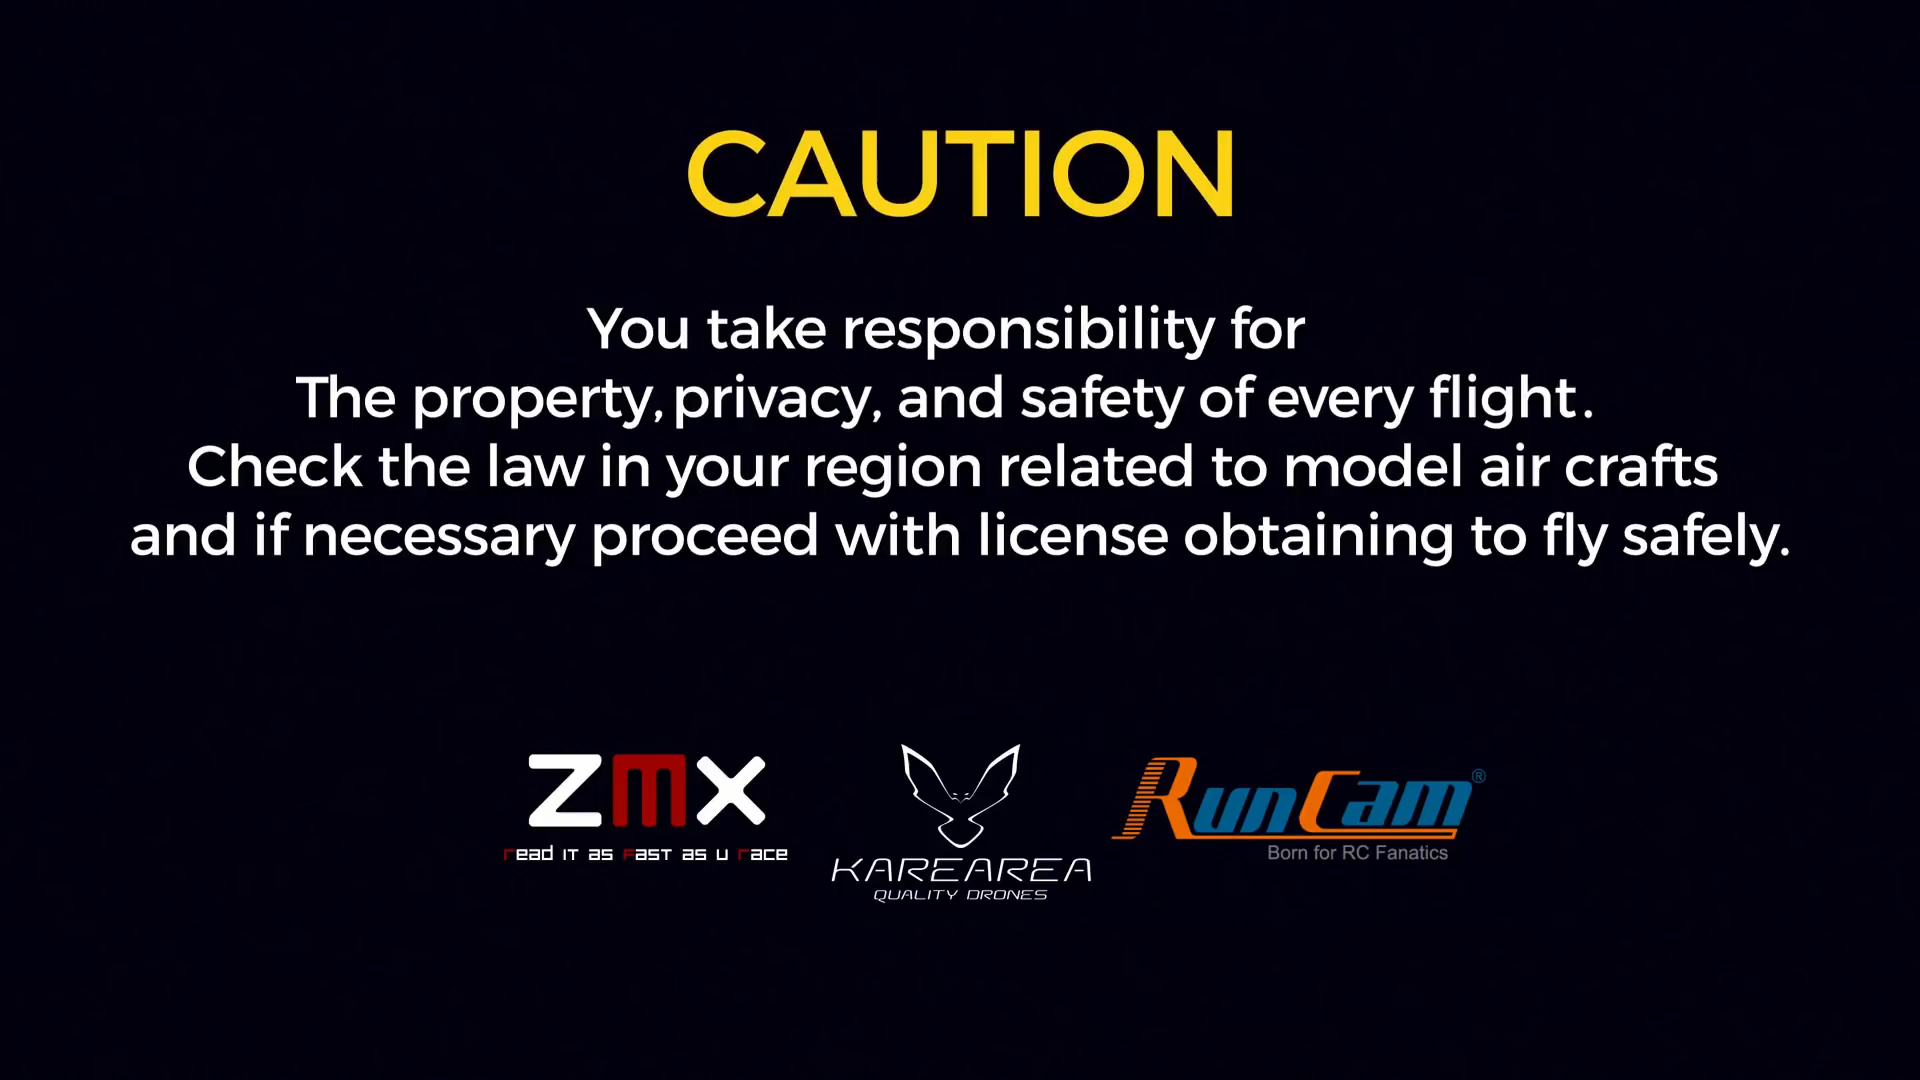 CAUTION
You take responsibility for
The property, privacy, and safety of every flight.
Check the law in your region related to model air crafts
and if necessary proceed with license obtaining to fly safely.
ZMX
read it as fast as u race
KAREAREA
QUALITY DRONES
RunCam®
Born for RC Fanatics